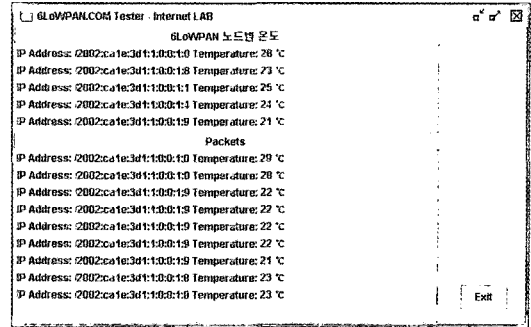 6LoWPAN.COM Tester - Internet LAB
6LoWPAN 노드별 온도
IP Address: /2002:ca1e:3d1:1:0:0:1:0 Temperature: 28 ℃
IP Address: /2002:ca1e:3d1:1:0:0:1:8 Temperature: 23 ℃
IP Address: /2002:ca1e:3d1:1:0:0:1:1 Temperature: 25 ℃
IP Address: /2002:ca1e:3d1:1:0:0:1:4 Temperature: 24 ℃
IP Address: /2002:ca1e:3d1:1:0:0:1:9 Temperature: 21 ℃
Packets
IP Address: /2002:ca1e:3d1:1:0:0:1:0 Temperature: 29 ℃
IP Address: /2002:ca1e:3d1:1:0:0:1:0 Temperature: 28 ℃
IP Address: /2002:ca1e:3d1:1:0:0:1:9 Temperature: 22 ℃
IP Address: /2002:ca1e:3d1:1:0:0:1:9 Temperature: 22 ℃
IP Address: /2002:ca1e:3d1:1:0:0:1:9 Temperature: 22 ℃
IP Address: /2002:ca1e:3d1:1:0:0:1:9 Temperature: 22 ℃
IP Address: /2002:ca1e:3d1:1:0:0:1:9 Temperature: 21 ℃
IP Address: /2002:ca1e:3d1:1:0:0:1:8 Temperature: 23 ℃
IP Address: /2002:ca1e:3d1:1:0:0:1:8 Temperature: 23 ℃
Exit